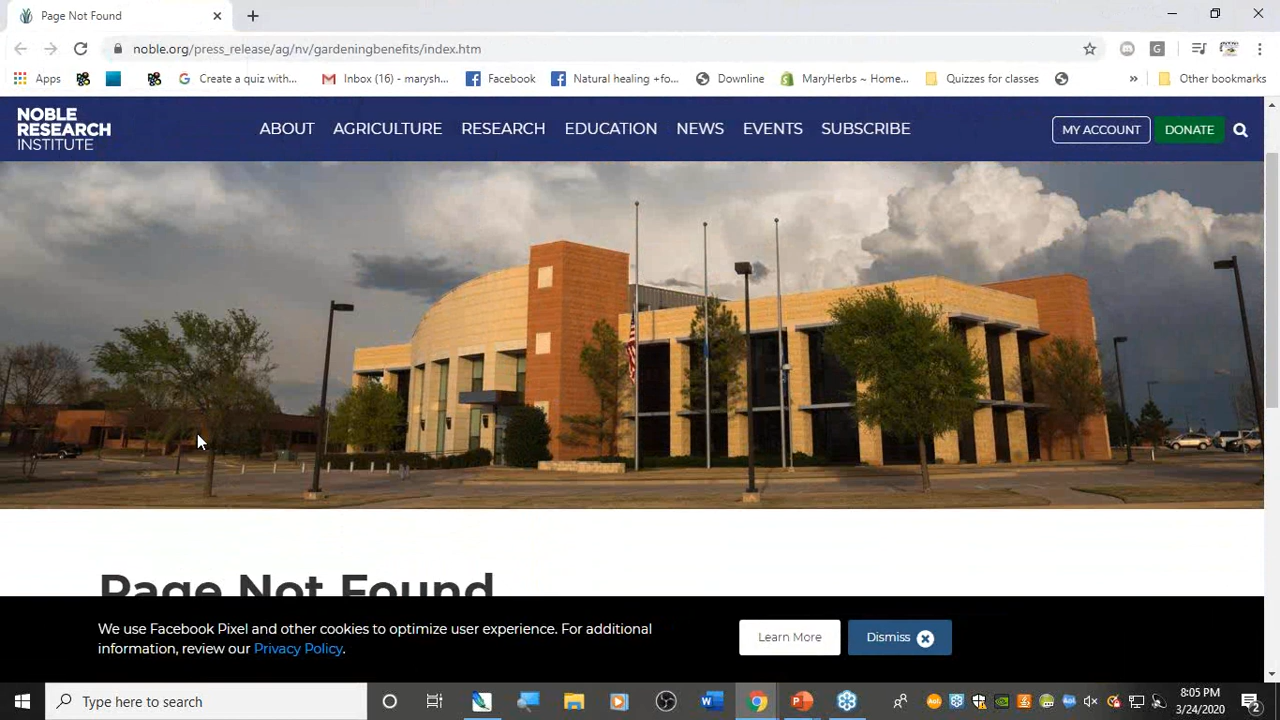 Page Not Found
noble.org/press_release/ag/nv/gardeningbenefits/index.htm
Apps
Create a quiz with...
Inbox (16) - marysh...
Facebook
Natural healing +fo...
Downline
MaryHerbs ~ Home...
Quizzes for classes
»
Other bookmarks
NOBLE
RESEARCH
INSTITUTE
ABOUT AGRICULTURE RESEARCH EDUCATION NEWS EVENTS SUBSCRIBE
MY ACCOUNT
DONATE
Page Not Found
We use Facebook Pixel and other cookies to optimize user experience. For additional
information, review our Privacy Policy.
Learn More
Dismiss
Type here to search
8:05 PM
3/24/2020
2